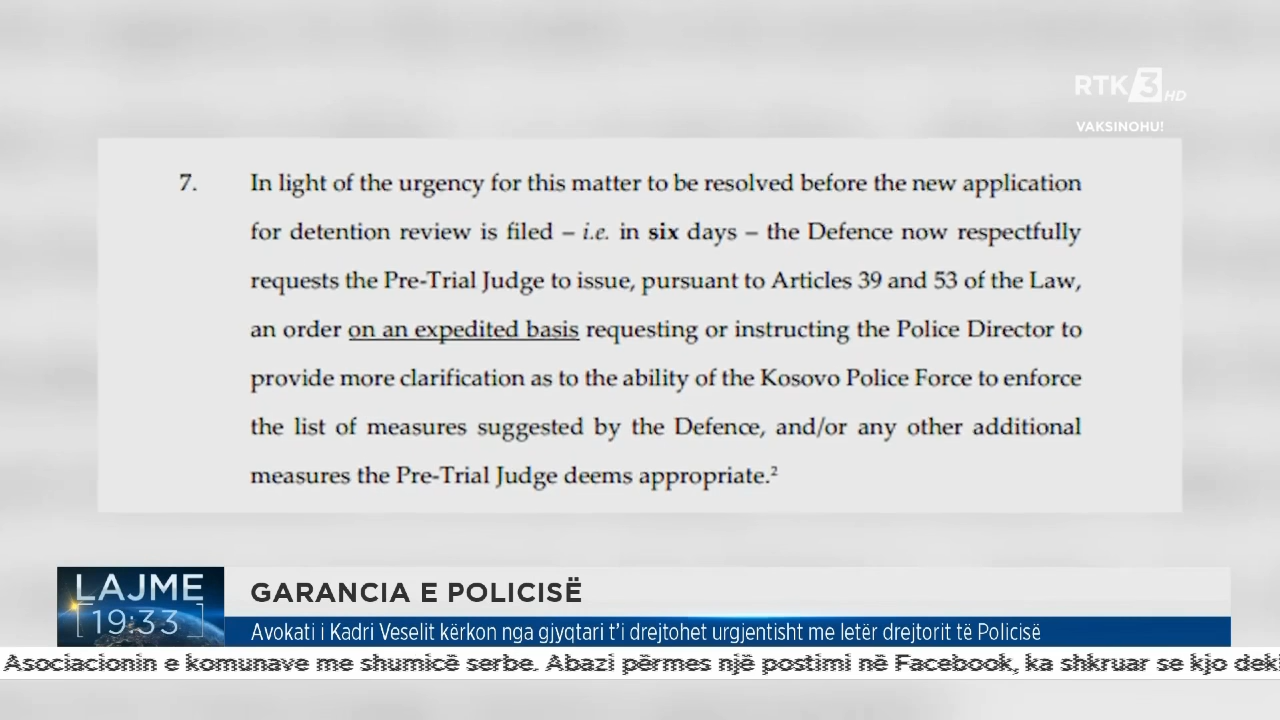 RTK 3 HD
VAKSINOHU!
7. In light of the urgency for this matter to be resolved before the new application
for detention review is filed – i.e. in six days – the Defence now respectfully
requests the Pre-Trial Judge to issue, pursuant to Articles 39 and 53 of the Law,
an order on an expedited basis requesting or instructing the Police Director to
provide more clarification as to the ability of the Kosovo Police Force to enforce
the list of measures suggested by the Defence, and/or any other additional
measures the Pre-Trial Judge deems appropriate.²
LAJME
[19:33]
GARANCIA E POLICISË
Avokati i Kadri Veselit kërkon nga gjyqtari t'i drejtohet urgjentisht me letër drejtorit të Policisë
Asociacionin e komunave me shumicë serbe. Abazi përmes një postimi në Facebook, ka shkruar se kjo